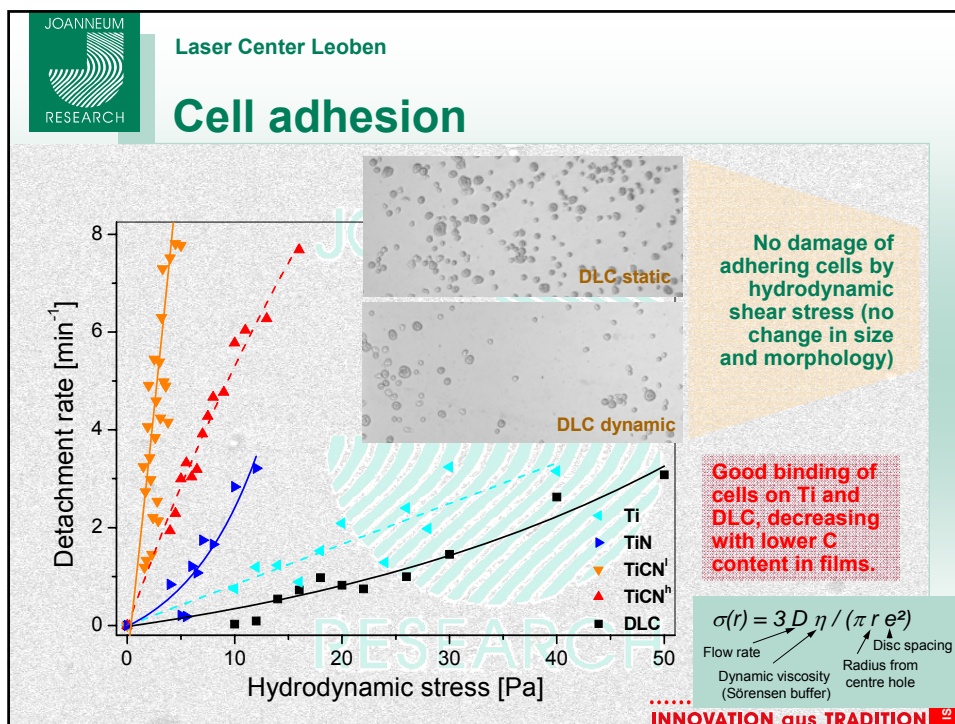 JOANNEUM
RESEARCH
Laser Center Leoben
Cell adhesion
DLC static
DLC dynamic
No damage of
adhering cells by
hydrodynamic
shear stress (no
change in size
and morphology)
Good binding of
cells on Ti and
DLC, decreasing
with lower C
content in films.
Detachment rate [min⁻¹]
8
6
4
2
0
0 10 20 30 40 50
Hydrodynamic stress [Pa]
Ti
TiN
TiCNˡ
TiCNʰ
DLC
JO
RESEARCH
σ(r) = 3 D η / (π r e²)
Flow rate
Disc spacing
Dynamic viscosity
(Sörensen buffer)
Radius from
centre hole
INNOVATION aus TRADITION
IS